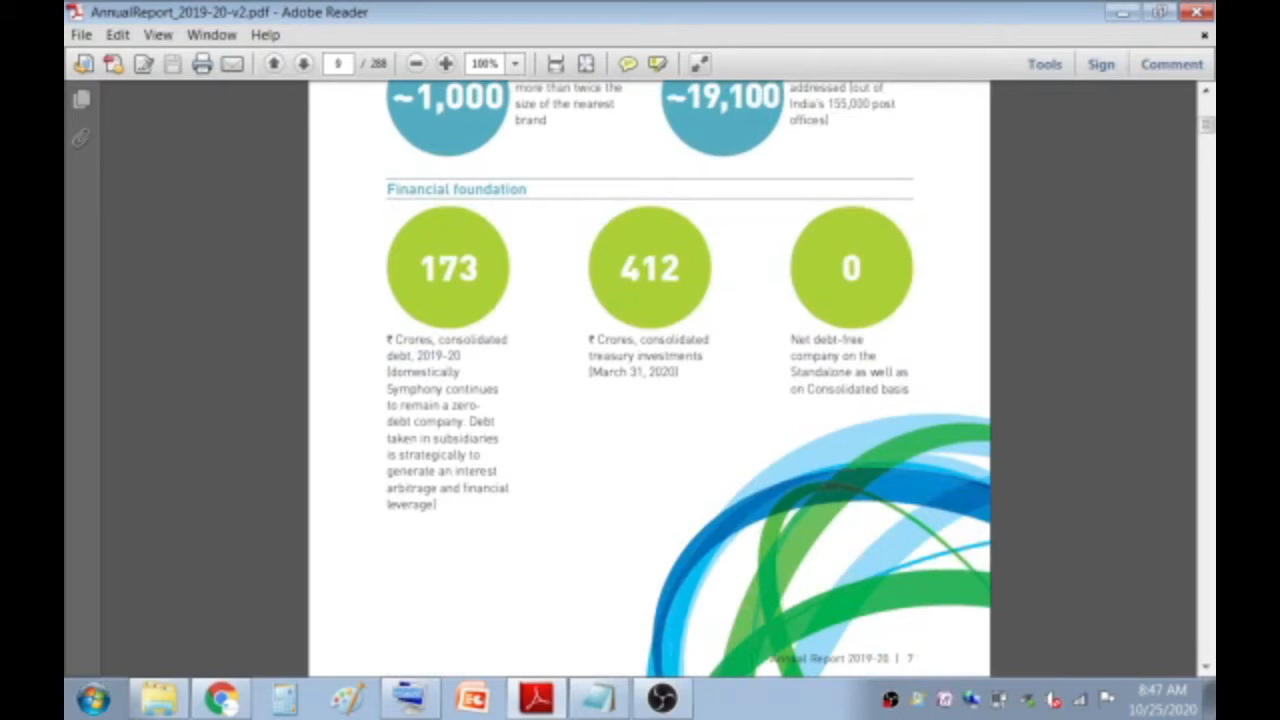 AnnualReport_2019-20-v2.pdf - Adobe Reader
File Edit View Window Help
9 / 288 100% Tools Sign Comment
~1,000
more than twice the
size of the nearest
brand
~19,100
addressed (out of
India's 155,000 post
offices)
Financial foundation
173
₹ Crores, consolidated
debt, 2019-20
(domestically
Symphony continues
to remain a zero-
debt company. Debt
taken in subsidiaries
is strategically to
generate an interest
arbitrage and financial
leverage)
412
₹ Crores, consolidated
treasury investments
(March 31, 2020)
0
Net debt-free
company on the
Standalone as well as
on Consolidated basis
Annual Report 2019-20 | 7
8:47 AM
10/25/2020